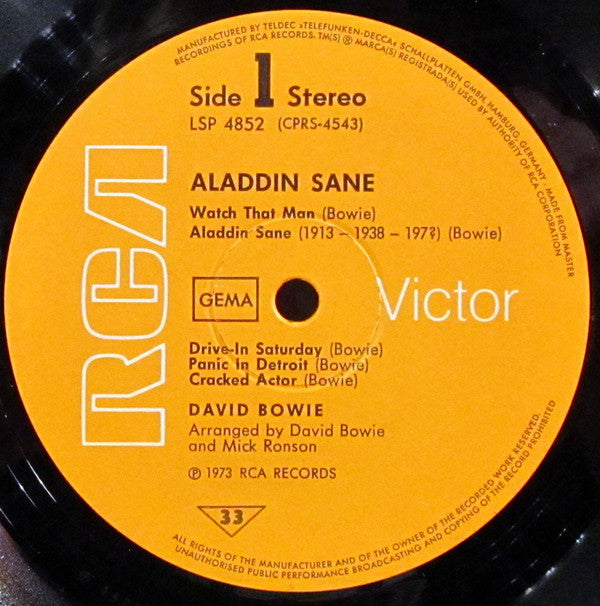 MANUFACTURED BY TELDEC »TELEFUNKEN-DECCA« SCHALLPLATTEN GMBH, HAMBURG, GERMANY · MADE FROM MASTER
RECORDINGS OF RCA RECORDS. TM(S) ® MARCA(S) REGISTRADA(S) USED BY AUTHORITY OF RCA CORPORATION
Side 1 Stereo
LSP 4852 (CPRS-4543)
ALADDIN SANE
Watch That Man (Bowie)
Aladdin Sane (1913 – 1938 – 197?) (Bowie)
RCA
GEMA
Victor
Drive-In Saturday (Bowie)
Panic in Detroit (Bowie)
Cracked Actor (Bowie)
DAVID BOWIE
Arranged by David Bowie
and Mick Ronson
℗ 1973 RCA RECORDS
33
ALL RIGHTS OF THE MANUFACTURER AND OF THE OWNER OF THE RECORDED WORK RESERVED.
UNAUTHORISED PUBLIC PERFORMANCE BROADCASTING AND COPYING OF THE RECORD PROHIBITED